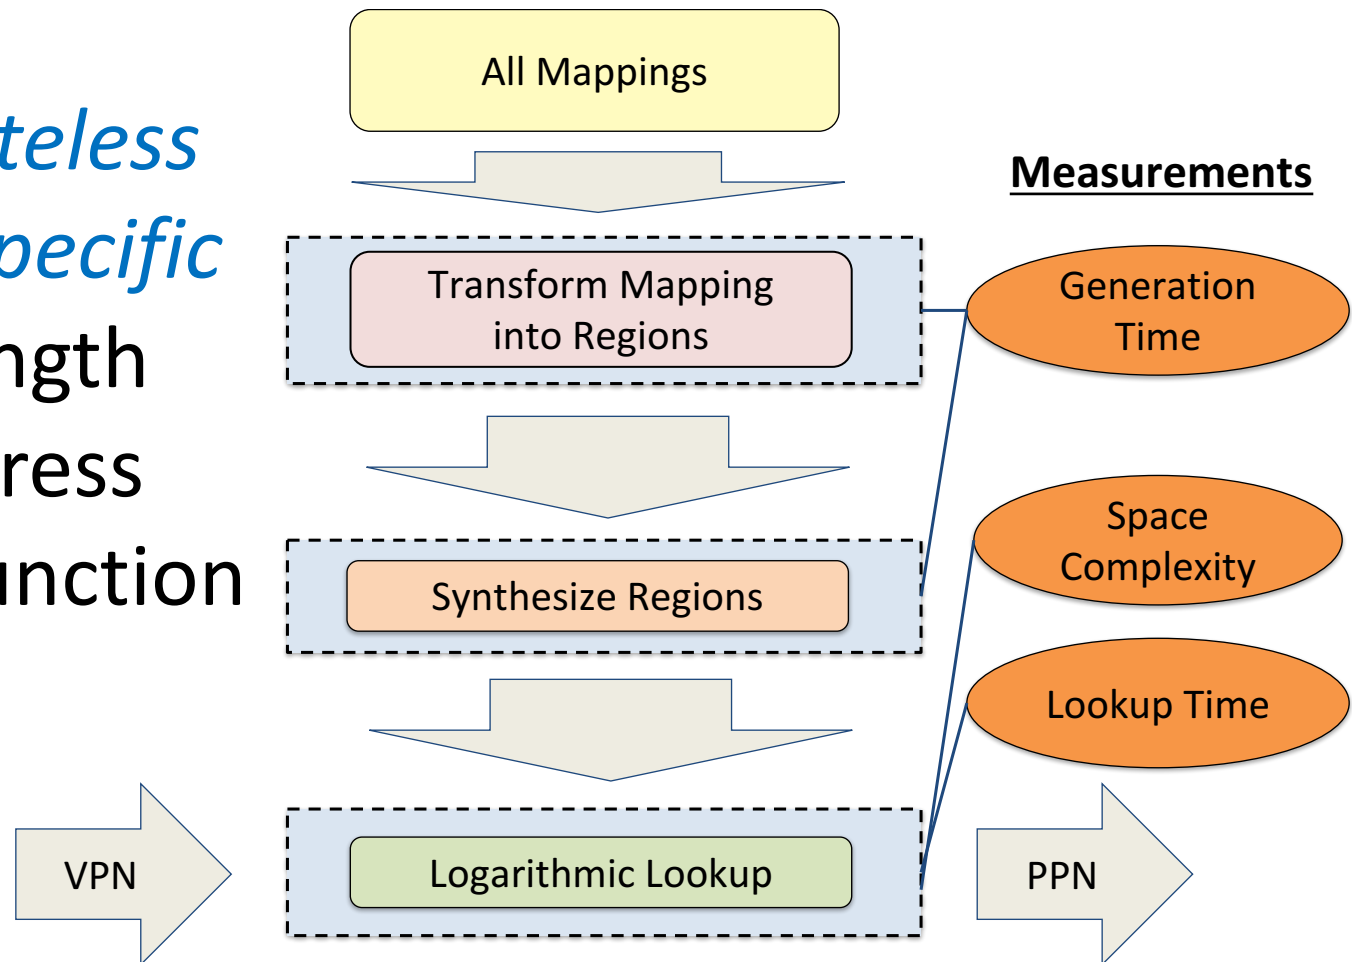 All Mappings
teless
pecific
ngth
ress
unction
Measurements
Transform Mapping
into Regions
Generation
Time
Synthesize Regions
Space
Complexity
Lookup Time
VPN
Logarithmic Lookup
PPN